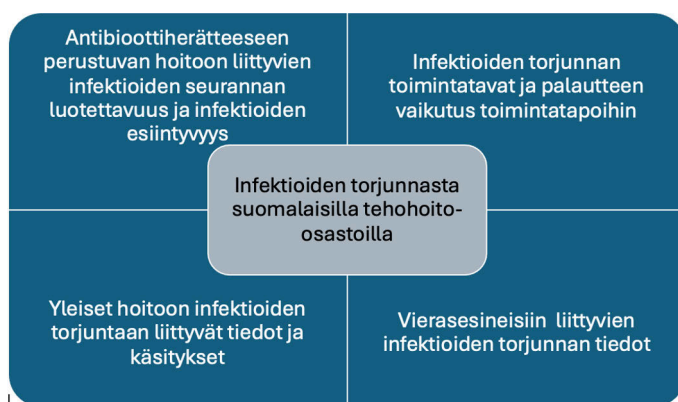 Antibioottiherätteeseen
perustuvan hoitoon liittyvien
infektioiden seurannan
luotettavuus ja infektioiden
esiintyvyys
Infektioiden torjunnan
toimintatavat ja palautteen
vaikutus toimintatapoihin
Infektioiden torjunnasta
suomalaisilla tehohoito-
osastoilla
Yleiset hoitoon infektioiden
torjuntaan liittyvät tiedot ja
käsitykset
Vierasesineisiin liittyvien
infektioiden torjunnan tiedot